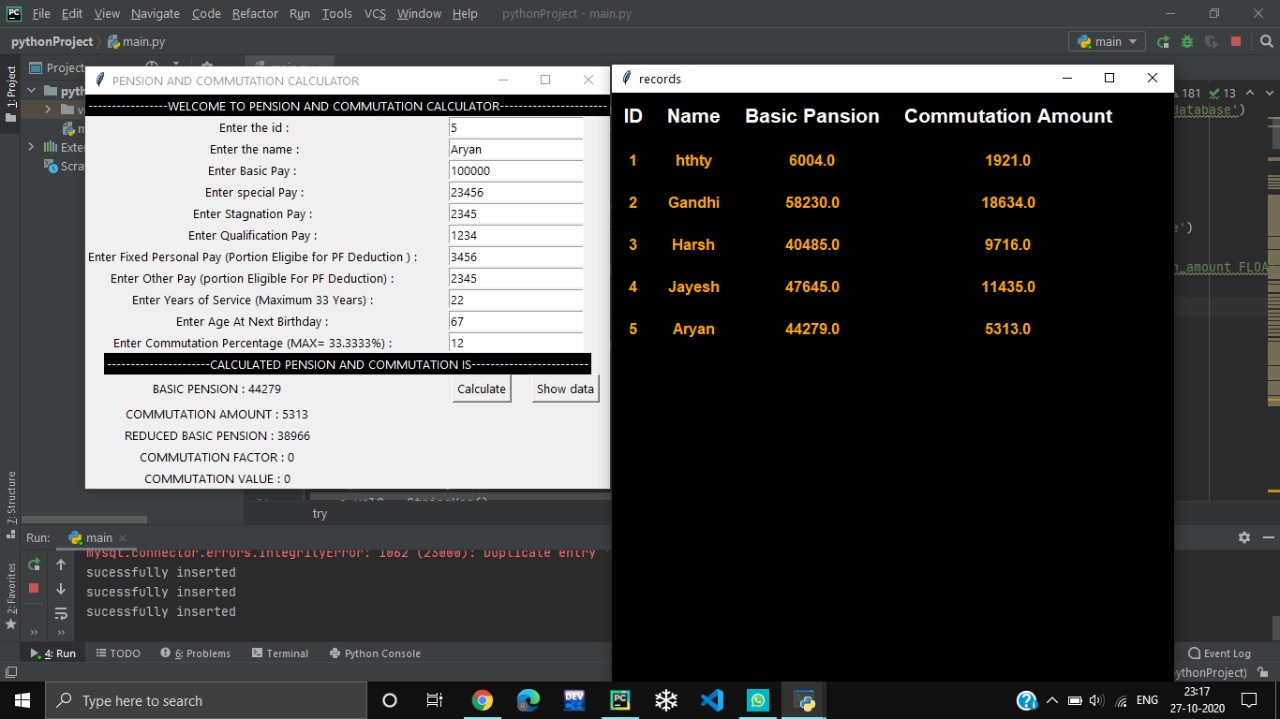 File Edit View Navigate Code Refactor Run Tools VCS Window Help pythonProject - main.py
pythonProject main.py main
1: Project
Project
PENSION AND COMMUTATION CALCULATOR
-----------------WELCOME TO PENSION AND COMMUTATION CALCULATOR-----------------------
Enter the id : 5
Enter the name : Aryan
Enter Basic Pay : 100000
Enter special Pay : 23456
Enter Stagnation Pay : 2345
Enter Qualification Pay : 1234
Enter Fixed Personal Pay (Portion Eligibe for PF Deduction ) : 3456
Enter Other Pay (portion Eligible For PF Deduction) : 2345
Enter Years of Service (Maximum 33 Years) : 22
Enter Age At Next Birthday : 67
Enter Commutation Percentage (MAX= 33.3333%) : 12
----------------------CALCULATED PENSION AND COMMUTATION IS-------------------------
BASIC PENSION : 44279 Calculate Show data
COMMUTATION AMOUNT : 5313
REDUCED BASIC PENSION : 38966
COMMUTATION FACTOR : 0
COMMUTATION VALUE : 0
records
ID Name Basic Pansion Commutation Amount
1 hthty 6004.0 1921.0
2 Gandhi 58230.0 18634.0
3 Harsh 40485.0 9716.0
4 Jayesh 47645.0 11435.0
5 Aryan 44279.0 5313.0
181 13
database')
')
amount FLOA
try
Z: Structure
2: Favorites
Run: main
mysql.connector.errors.IntegrityError: 1062 (23000): Duplicate entry '
sucessfully inserted
sucessfully inserted
sucessfully inserted
4: Run TODO 6: Problems Terminal Python Console Event Log
ythonProject)
Type here to search
DEV
PC
ENG
23:17
27-10-2020